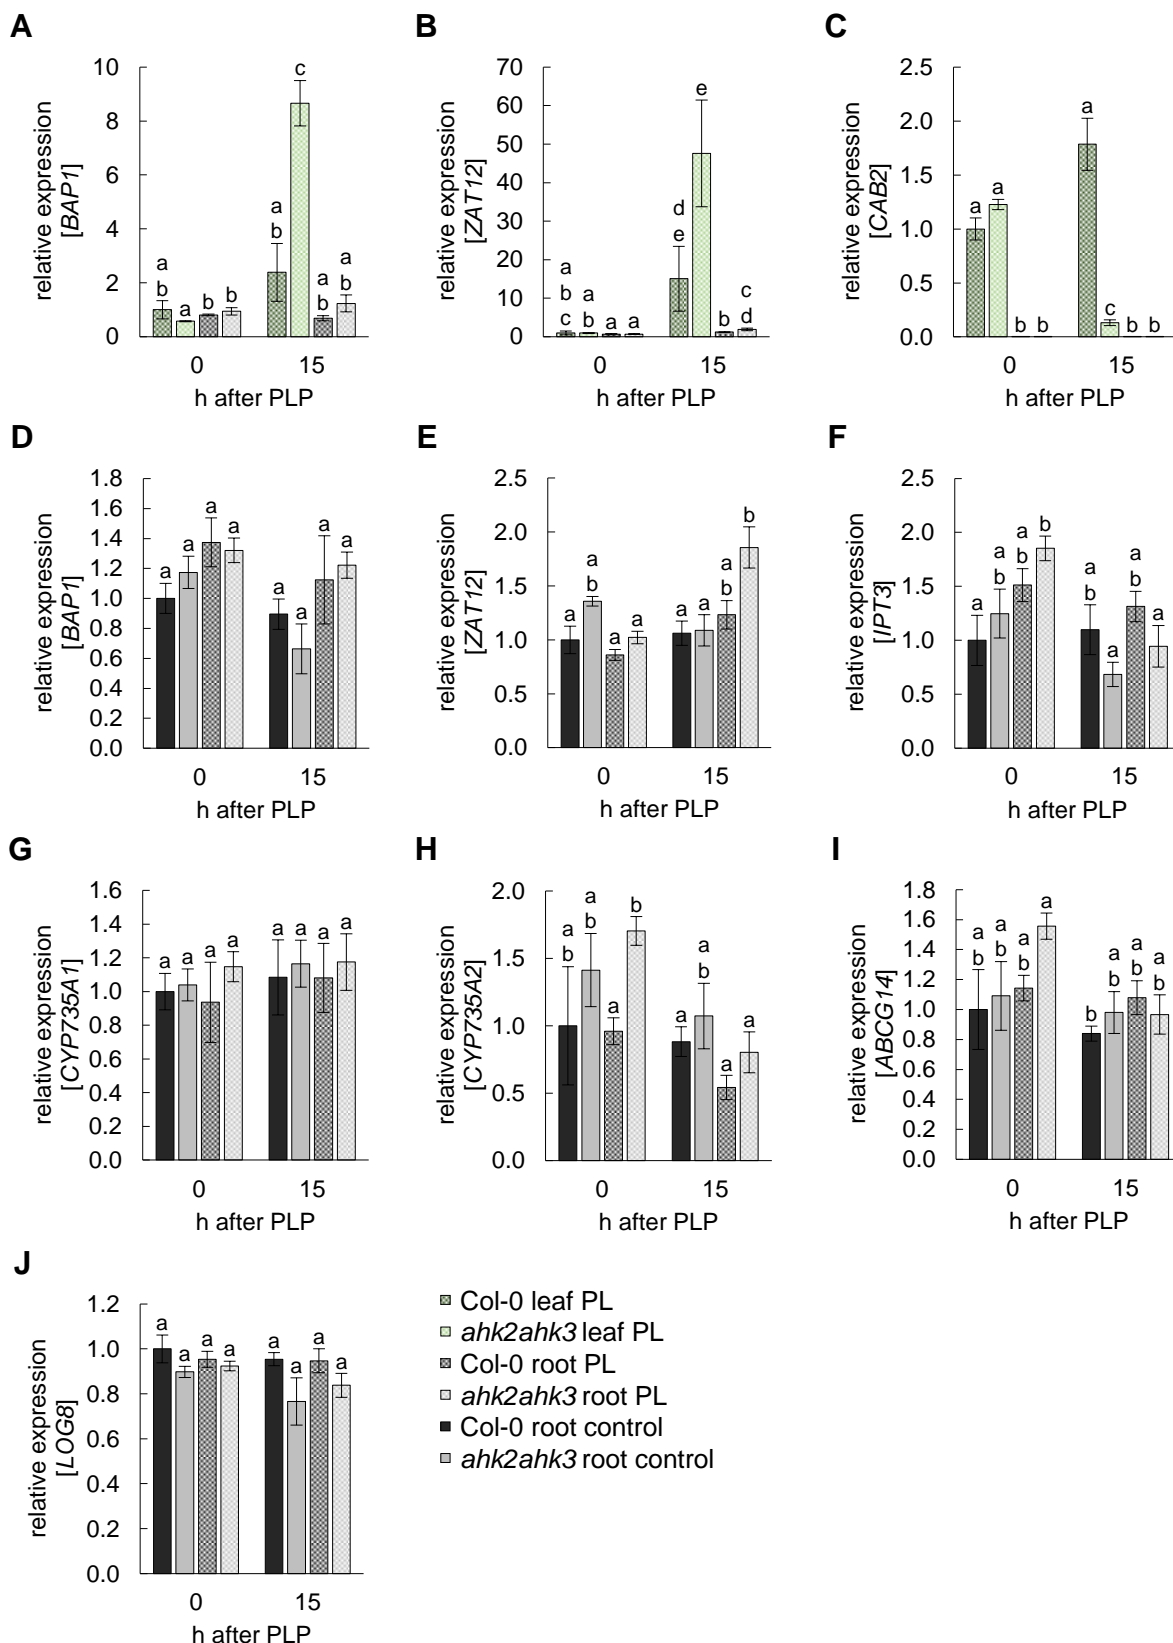 A
relative expression
[BAP1]
10
8
6
4
2
0
a
b
a
b
b
a
b
c
a
b
a
b
0
15
h after PLP
B
relative expression
[ZAT12]
70
60
50
40
30
20
10
0
a
b
c
a
b
a
a
d
e
e
b
c
d
0
15
h after PLP
C
relative expression
[CAB2]
2.5
2.0
1.5
1.0
0.5
0.0
a
a
b
b
a
c
b
b
0
15
h after PLP
D
relative expression
[BAP1]
1.8
1.6
1.4
1.2
1.0
0.8
0.6
0.4
0.2
0.0
a
a
a
a
a
a
a
a
0
15
h after PLP
E
relative expression
[ZAT12]
2.5
2.0
1.5
1.0
0.5
0.0
a
a
b
a
a
a
a
a
b
b
0
15
h after PLP
F
relative expression
[IPT3]
2.5
2.0
1.5
1.0
0.5
0.0
a
a
b
a
b
b
a
b
a
a
b
a
0
15
h after PLP
G
relative expression
[CYP735A1]
1.6
1.4
1.2
1.0
0.8
0.6
0.4
0.2
0.0
a
a
a
a
a
a
a
a
0
15
h after PLP
H
relative expression
[CYP735A2]
2.0
1.5
1.0
0.5
0.0
a
b
a
b
a
b
a
a
b
a
a
0
15
h after PLP
I
relative expression
[ABCG14]
1.8
1.6
1.4
1.2
1.0
0.8
0.6
0.4
0.2
0.0
a
b
a
b
a
b
a
b
a
b
a
b
a
b
0
15
h after PLP
J
relative expression
[LOG8]
1.2
1.0
0.8
0.6
0.4
0.2
0.0
a
a
a
a
a
a
a
a
0
15
h after PLP
Col-0 leaf PL
ahk2ahk3 leaf PL
Col-0 root PL
ahk2ahk3 root PL
Col-0 root control
ahk2ahk3 root control